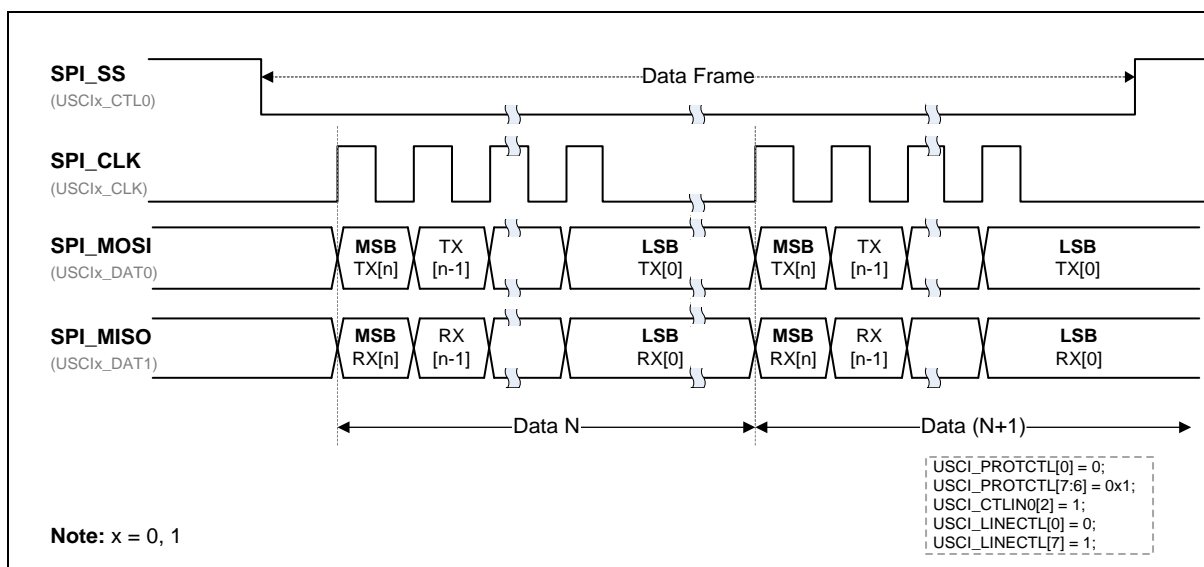 SPI_SS
(USCIx_CTL0)
Data Frame
SPI_CLK
(USCIx_CLK)
SPI_MOSI
(USCIx_DAT0)
MSB
TX[n]
TX
[n-1]
LSB
TX[0]
MSB
TX[n]
TX
[n-1]
LSB
TX[0]
SPI_MISO
(USCIx_DAT1)
MSB
RX[n]
RX
[n-1]
LSB
RX[0]
MSB
RX[n]
RX
[n-1]
LSB
RX[0]
Data N
Data (N+1)
USCI_PROTCTL[0] = 0;
USCI_PROTCTL[7:6] = 0x1;
USCI_CTLIN0[2] = 1;
USCI_LINECTL[0] = 0;
USCI_LINECTL[7] = 1;
Note: x = 0, 1